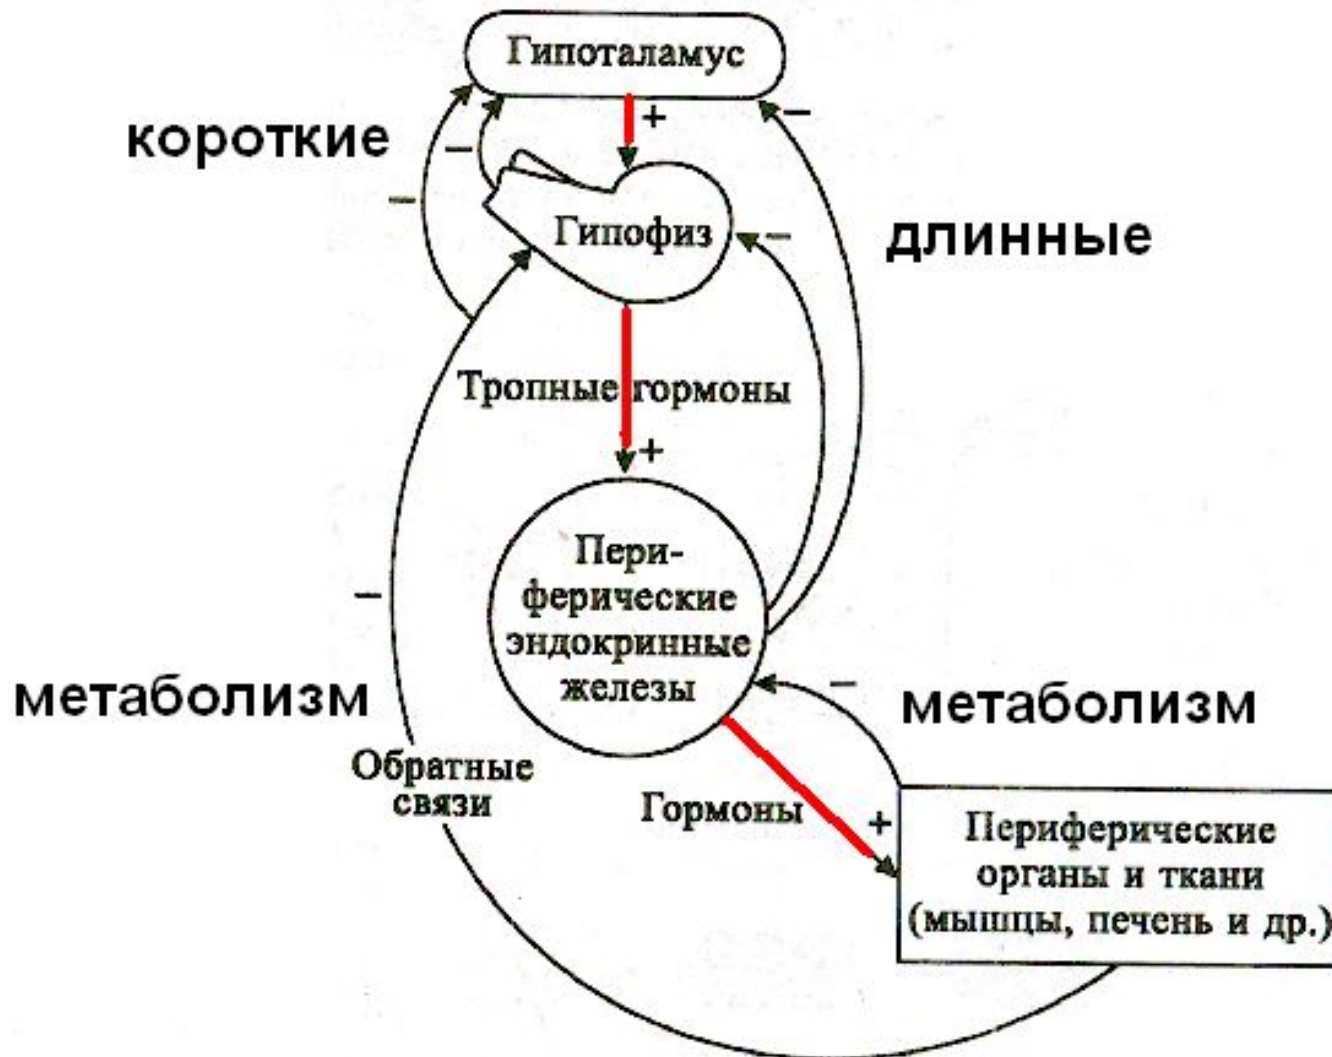 Гипоталамус
+
−
короткие
−
−
Гипофиз
−
длинные
Тропные гормоны
+
Пери-
ферические
эндокринные
железы
−
метаболизм
−
метаболизм
Обратные
связи
Гормоны
+
Периферические
органы и ткани
(мышцы, печень и др.)